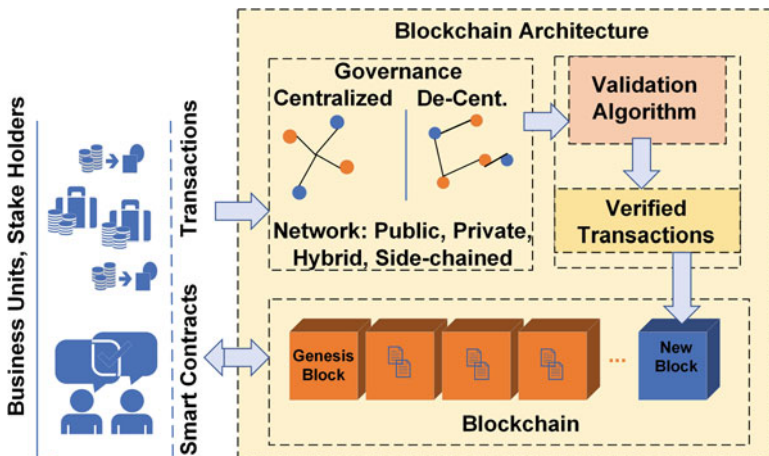 Business Units, Stake Holders
Transactions
Smart Contracts
Blockchain Architecture
Governance
Centralized
De-Cent.
Network: Public, Private,
Hybrid, Side-chained
Validation
Algorithm
Verified
Transactions
Genesis
Block
...
New
Block
Blockchain